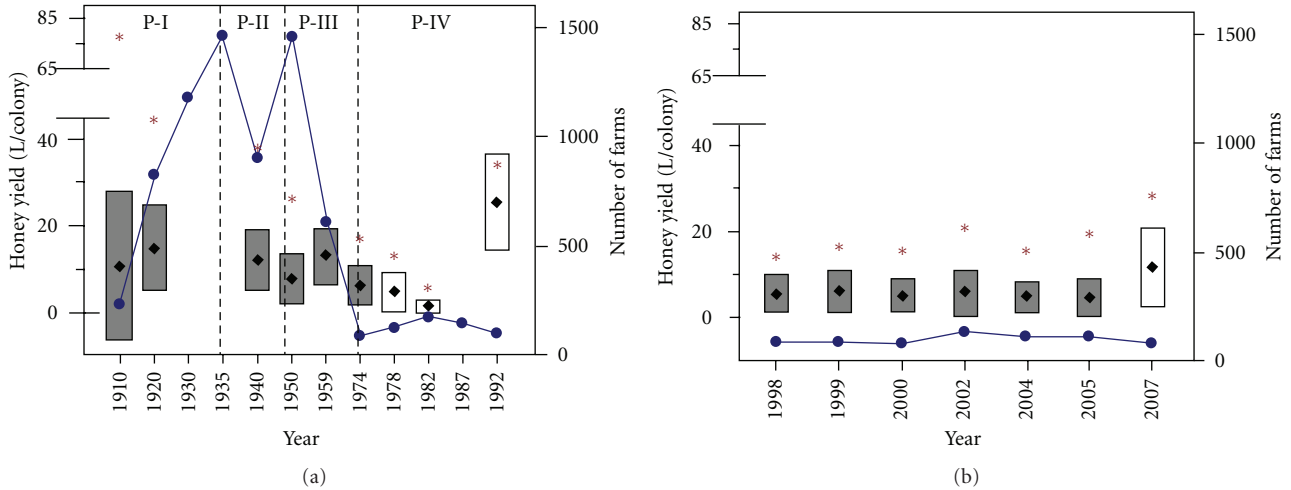 P-I P-II P-III P-IV
Honey yield (L/colony)
85
65
40
20
0
1500
1000
500
0
Number of farms
1910 1920 1930 1935 1940 1950 1959 1974 1978 1982 1987 1992
Year
(a)
Honey yield (L/colony)
85
65
40
20
0
1500
1000
500
0
Number of farms
1998 1999 2000 2002 2004 2005 2007
Year
(b)